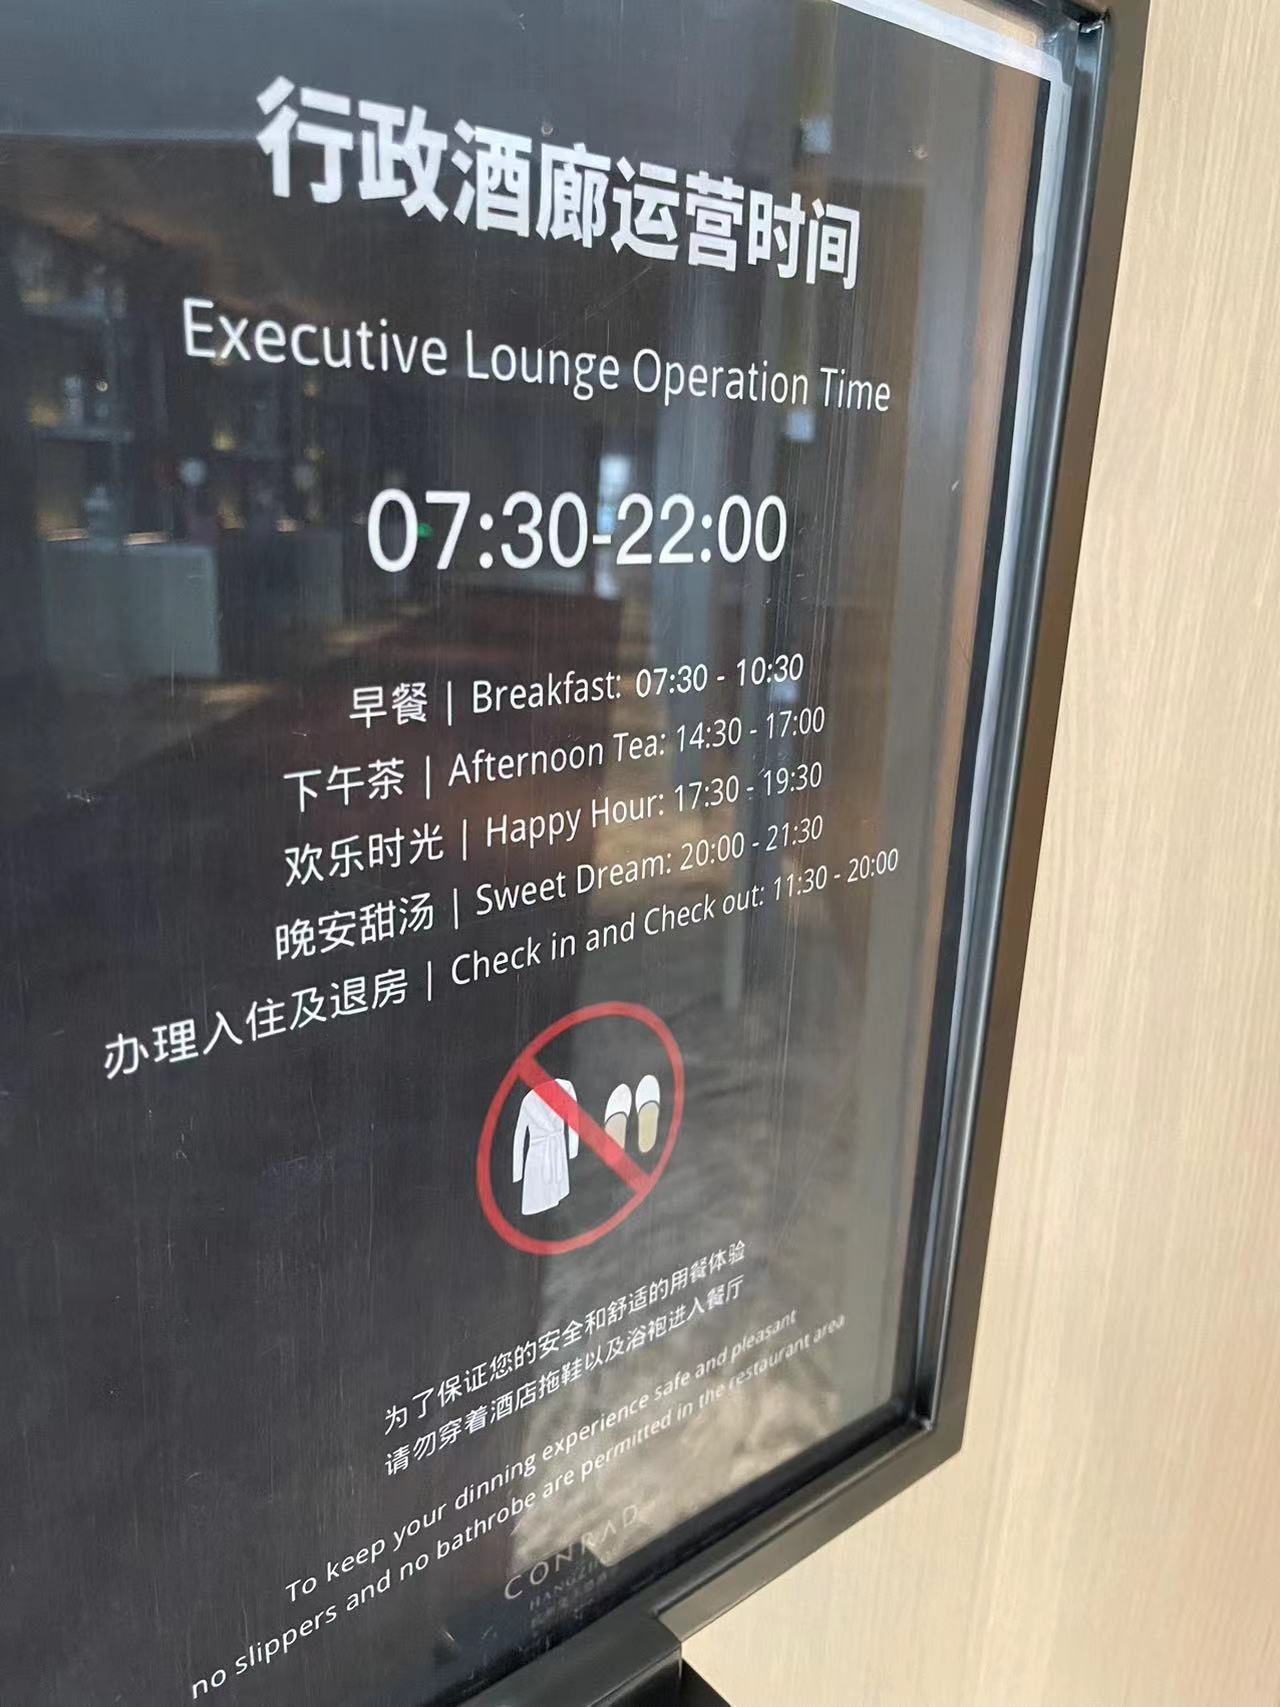 行政酒廊运营时间
Executive Lounge Operation Time
07:30-22:00
早餐 | Breakfast: 07:30 - 10:30
下午茶 | Afternoon Tea: 14:30 - 17:00
欢乐时光 | Happy Hour: 17:30 - 19:30
晚安甜汤 | Sweet Dream: 20:00 - 21:30
办理入住及退房 | Check in and Check out: 11:30 - 20:00
为了保证您的安全和舒适的用餐体验
请勿穿着酒店拖鞋以及浴袍进入餐厅
To keep your dinning experience safe and pleasant
no slippers and no bathrobe are permitted in the restaurant area
CONRAD
HANGZHOU